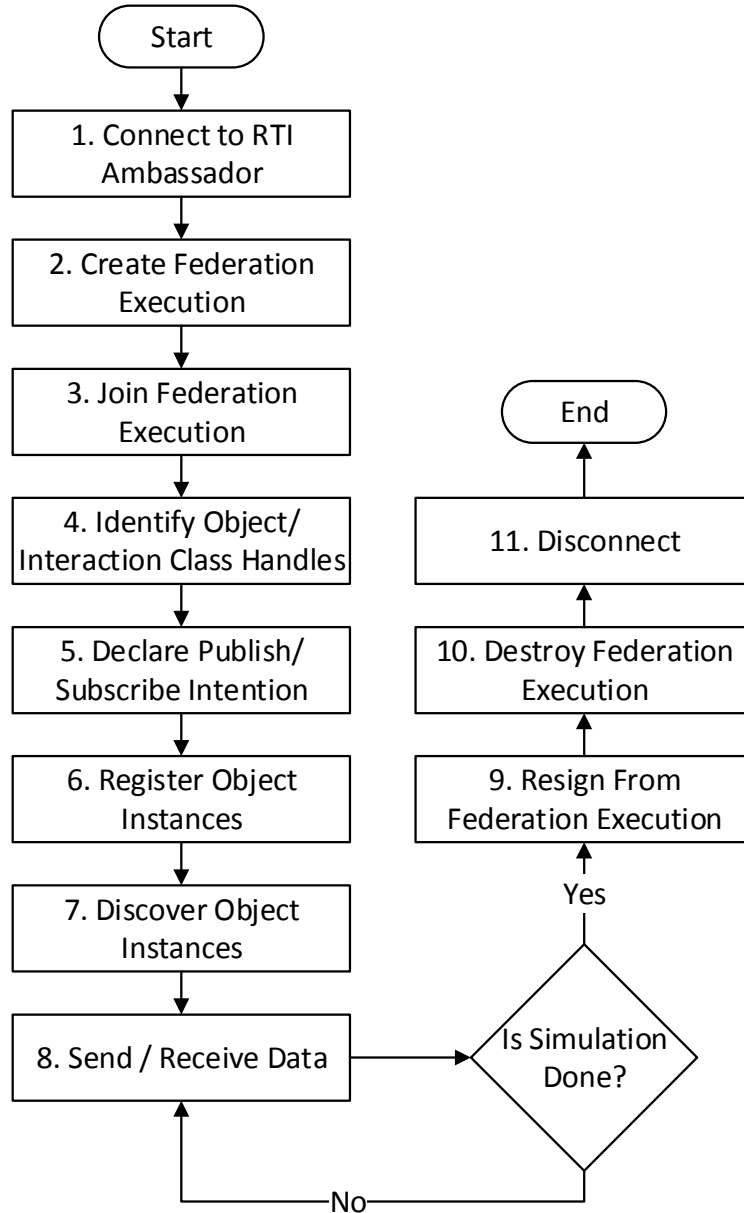 Start
1. Connect to RTI
Ambassador
2. Create Federation
Execution
3. Join Federation
Execution
4. Identify Object/
Interaction Class Handles
5. Declare Publish/
Subscribe Intention
6. Register Object
Instances
7. Discover Object
Instances
8. Send / Receive Data
Is Simulation
Done?
No
Yes
9. Resign From
Federation Execution
10. Destroy Federation
Execution
11. Disconnect
End